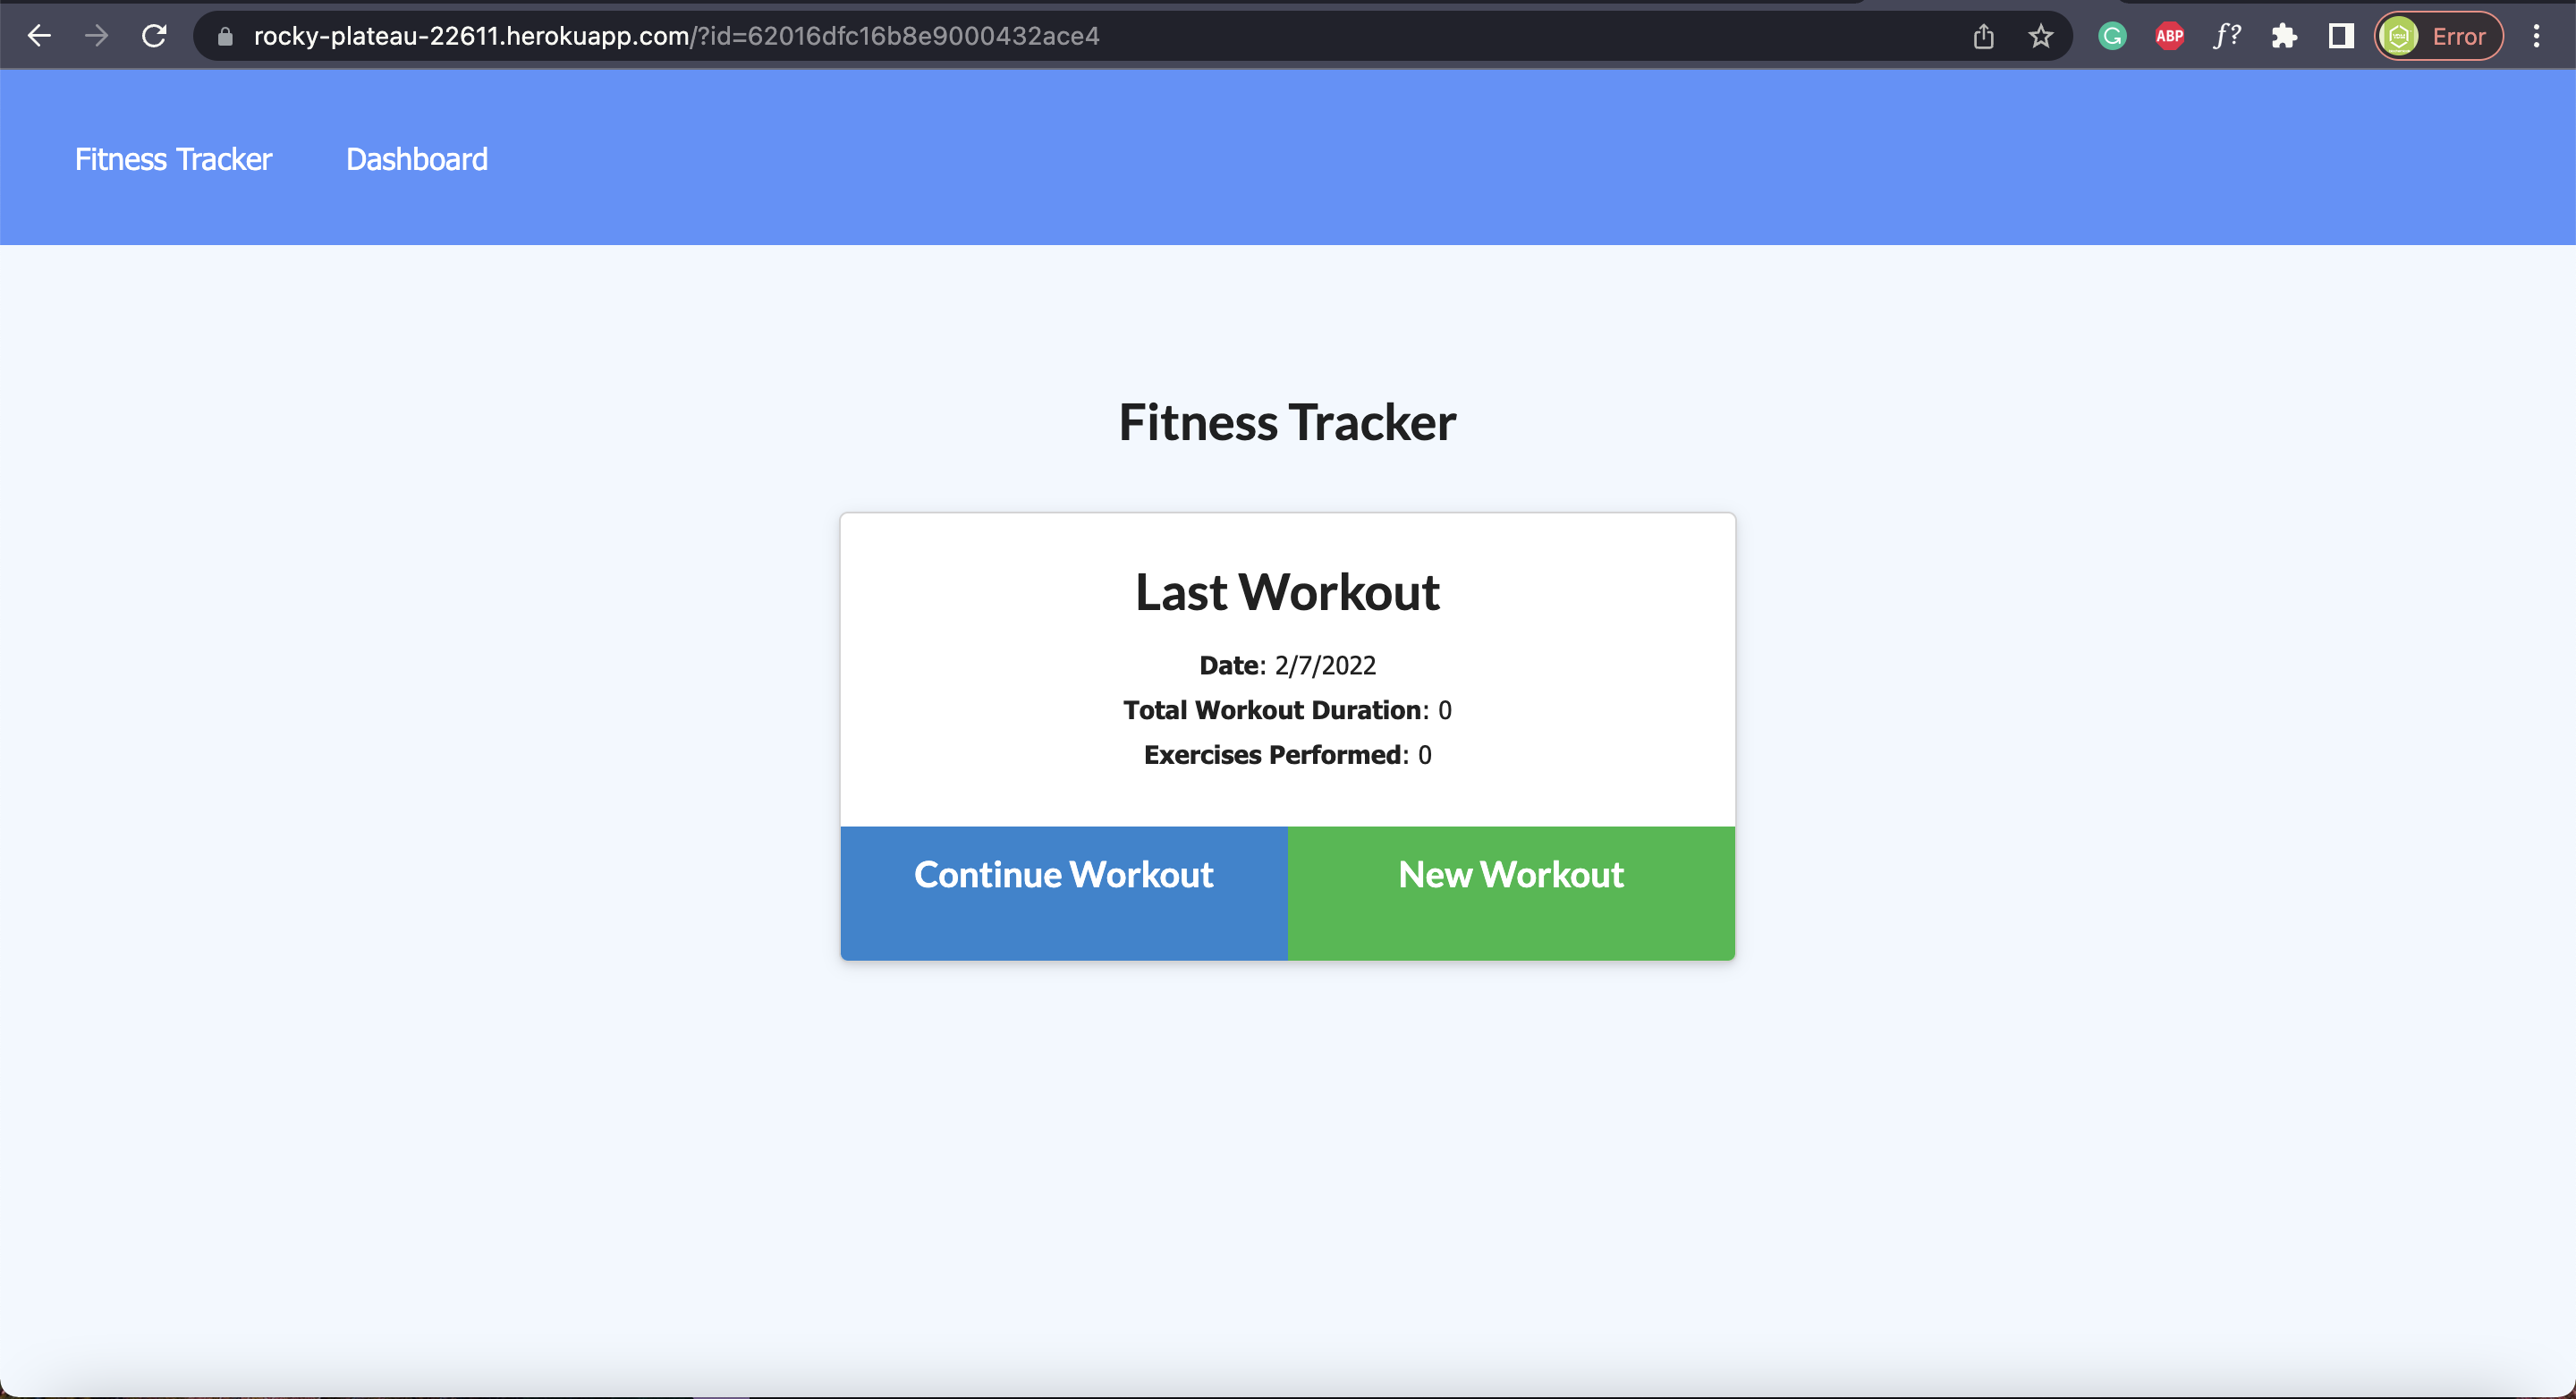 rocky-plateau-22611.herokuapp.com/?id=62016dfc16b8e9000432ace4
ABP
f?
Error
Fitness Tracker
Dashboard
Fitness Tracker
Last Workout
Date: 2/7/2022
Total Workout Duration: 0
Exercises Performed: 0
Continue Workout
New Workout